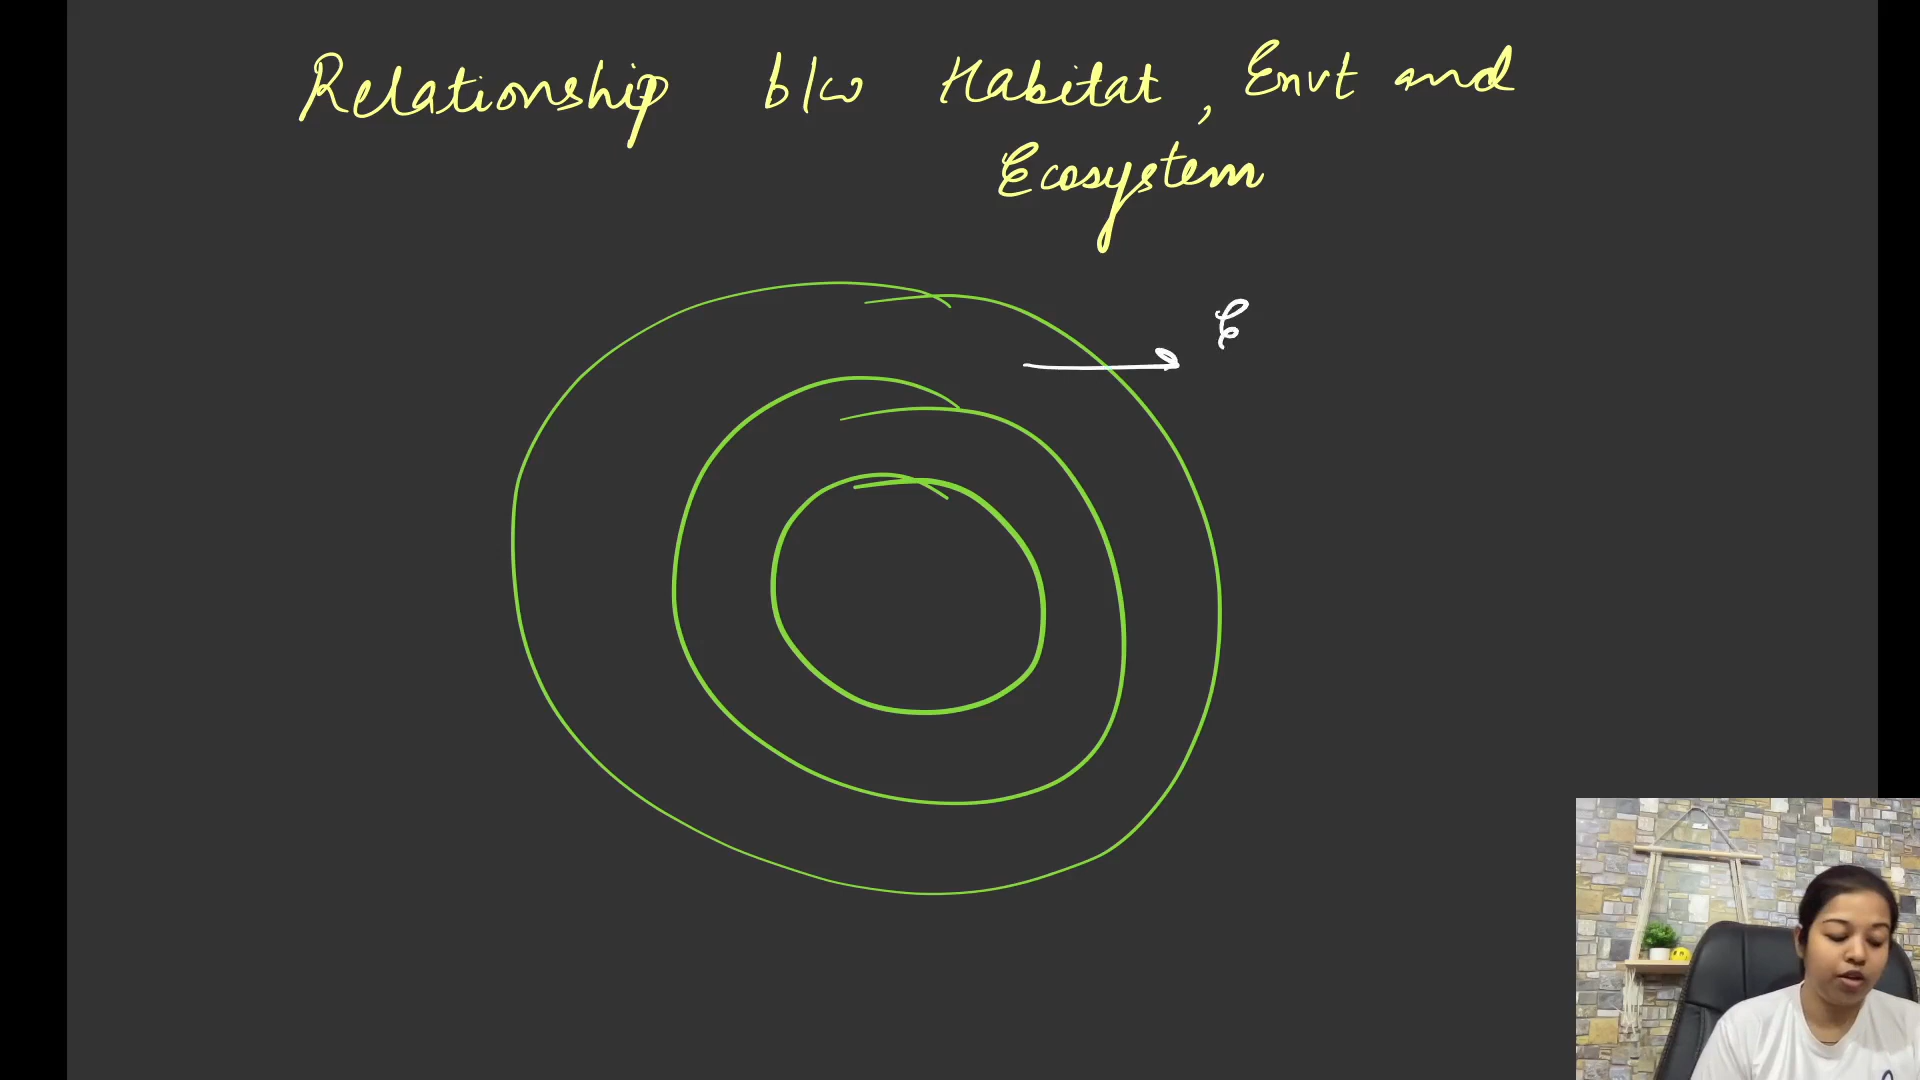 Relationship b/w Habitat, Envt and
Ecosystem
E